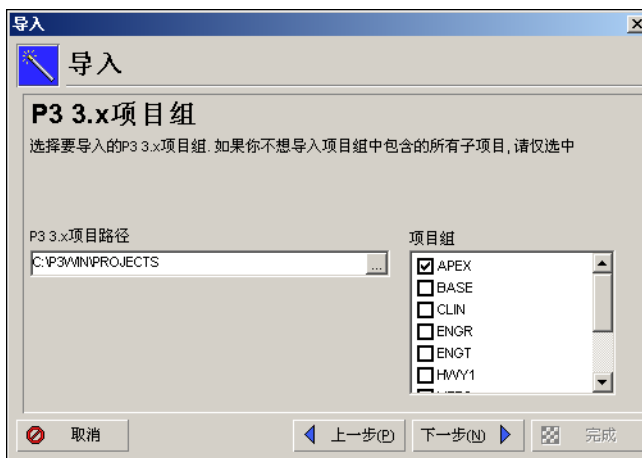 导入
导入
P3 3.x项目组
选择要导入的P3 3.x项目组. 如果你不想导入项目组中包含的所有子项目, 请仅选中
P3 3.x项目路径
项目组
C:\P3WIN\PROJECTS
...
APEX
BASE
CLIN
ENGR
ENGT
HWY1
取消
上一步(P)
下一步(N)
完成